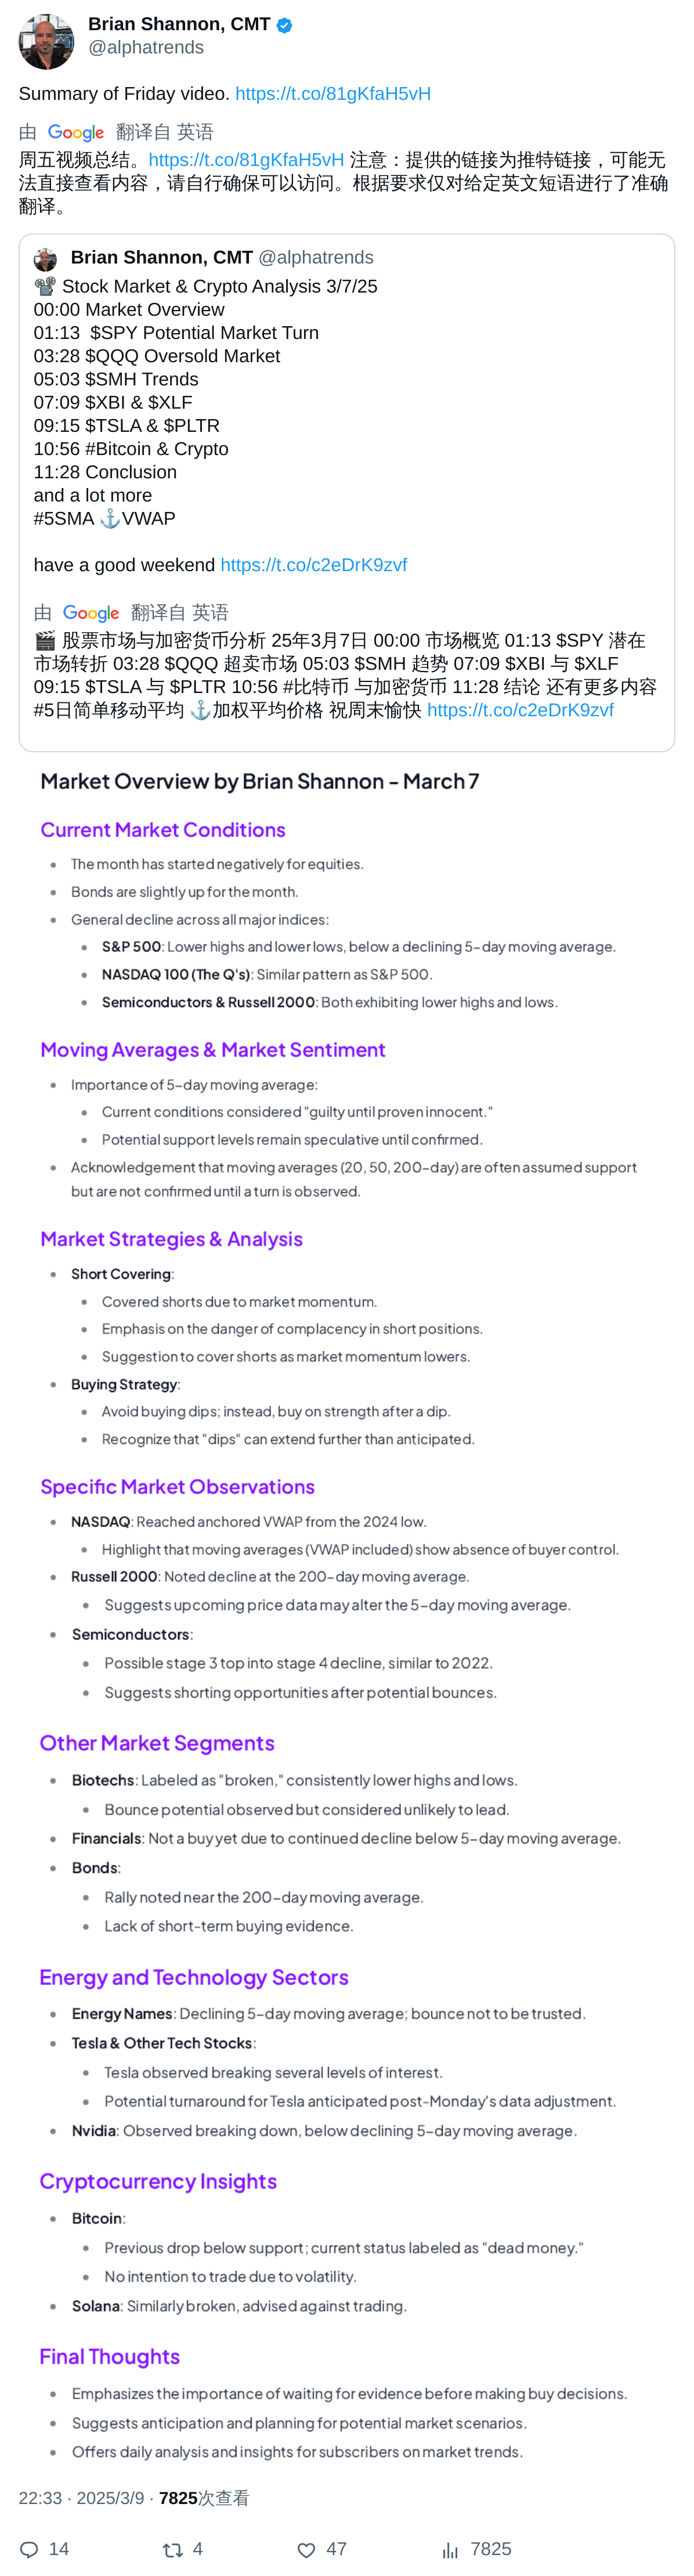 Brian Shannon, CMT
@alphatrends
Summary of Friday video. https://t.co/81gKfaH5vH
由 Google 翻译自 英语
周五视频总结。https://t.co/81gKfaH5vH 注意：提供的链接为推特链接，可能无
法直接查看内容，请自行确保可以访问。根据要求仅对给定英文短语进行了准确
翻译。
Brian Shannon, CMT @alphatrends
📽️ Stock Market & Crypto Analysis 3/7/25
00:00 Market Overview
01:13  $SPY Potential Market Turn
03:28 $QQQ Oversold Market
05:03 $SMH Trends
07:09 $XBI & $XLF
09:15 $TSLA & $PLTR
10:56 #Bitcoin & Crypto
11:28 Conclusion
and a lot more
#5SMA ⚓VWAP
have a good weekend https://t.co/c2eDrK9zvf
由 Google 翻译自 英语
🎬 股票市场与加密货币分析 25年3月7日 00:00 市场概览 01:13 $SPY 潜在
市场转折 03:28 $QQQ 超卖市场 05:03 $SMH 趋势 07:09 $XBI 与 $XLF
09:15 $TSLA 与 $PLTR 10:56 #比特币 与加密货币 11:28 结论 还有更多内容
#5日简单移动平均 ⚓加权平均价格 祝周末愉快 https://t.co/c2eDrK9zvf
Market Overview by Brian Shannon - March 7
Current Market Conditions
• The month has started negatively for equities.
• Bonds are slightly up for the month.
• General decline across all major indices:
• S&P 500: Lower highs and lower lows, below a declining 5-day moving average.
• NASDAQ 100 (The Q's): Similar pattern as S&P 500.
• Semiconductors & Russell 2000: Both exhibiting lower highs and lows.
Moving Averages & Market Sentiment
• Importance of 5-day moving average:
• Current conditions considered "guilty until proven innocent."
• Potential support levels remain speculative until confirmed.
• Acknowledgement that moving averages (20, 50, 200-day) are often assumed support
but are not confirmed until a turn is observed.
Market Strategies & Analysis
• Short Covering:
• Covered shorts due to market momentum.
• Emphasis on the danger of complacency in short positions.
• Suggestion to cover shorts as market momentum lowers.
• Buying Strategy:
• Avoid buying dips; instead, buy on strength after a dip.
• Recognize that "dips" can extend further than anticipated.
Specific Market Observations
• NASDAQ: Reached anchored VWAP from the 2024 low.
• Highlight that moving averages (VWAP included) show absence of buyer control.
• Russell 2000: Noted decline at the 200-day moving average.
• Suggests upcoming price data may alter the 5-day moving average.
• Semiconductors:
• Possible stage 3 top into stage 4 decline, similar to 2022.
• Suggests shorting opportunities after potential bounces.
Other Market Segments
• Biotechs: Labeled as "broken," consistently lower highs and lows.
• Bounce potential observed but considered unlikely to lead.
• Financials: Not a buy yet due to continued decline below 5-day moving average.
• Bonds:
• Rally noted near the 200-day moving average.
• Lack of short-term buying evidence.
Energy and Technology Sectors
• Energy Names: Declining 5-day moving average; bounce not to be trusted.
• Tesla & Other Tech Stocks:
• Tesla observed breaking several levels of interest.
• Potential turnaround for Tesla anticipated post-Monday's data adjustment.
• Nvidia: Observed breaking down, below declining 5-day moving average.
Cryptocurrency Insights
• Bitcoin:
• Previous drop below support; current status labeled as "dead money."
• No intention to trade due to volatility.
• Solana: Similarly broken, advised against trading.
Final Thoughts
• Emphasizes the importance of waiting for evidence before making buy decisions.
• Suggests anticipation and planning for potential market scenarios.
• Offers daily analysis and insights for subscribers on market trends.
22:33 · 2025/3/9 · 7825次查看
14 4 47 7825